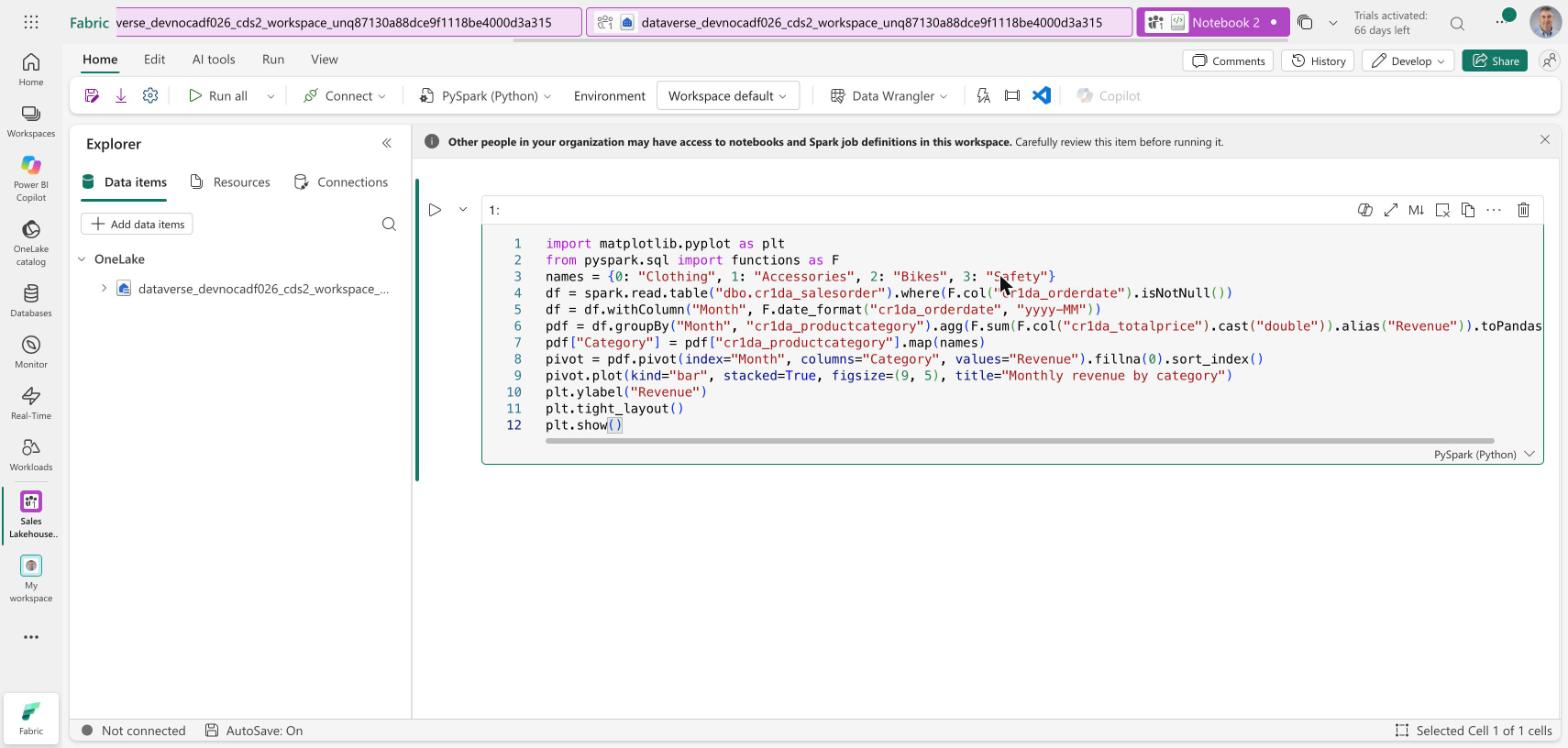 Fabric
verse_devnocadf026_cds2_workspace_unq87130a88dce9f1118be4000d3a315
dataverse_devnocadf026_cds2_workspace_unq87130a88dce9f1118be4000d3a315
Notebook 2
Trials activated:
66 days left
Home Edit AI tools Run View
Comments History Develop Share
Run all Connect PySpark (Python) Environment Workspace default Data Wrangler Copilot
Home
Workspaces
Power BI
Copilot
OneLake
catalog
Databases
Monitor
Real-Time
Workloads
Sales
Lakehouse..
My
workspace
Fabric
Explorer
Data items Resources Connections
Add data items
OneLake
dataverse_devnocadf026_cds2_workspace_...
Other people in your organization may have access to notebooks and Spark job definitions in this workspace. Carefully review this item before running it.
1:
M↓
1 import matplotlib.pyplot as plt
2 from pyspark.sql import functions as F
3 names = {0: "Clothing", 1: "Accessories", 2: "Bikes", 3: "Safety"}
4 df = spark.read.table("dbo.cr1da_salesorder").where(F.col("cr1da_orderdate").isNotNull())
5 df = df.withColumn("Month", F.date_format("cr1da_orderdate", "yyyy-MM"))
6 pdf = df.groupBy("Month", "cr1da_productcategory").agg(F.sum(F.col("cr1da_totalprice").cast("double")).alias("Revenue")).toPandas
7 pdf["Category"] = pdf["cr1da_productcategory"].map(names)
8 pivot = pdf.pivot(index="Month", columns="Category", values="Revenue").fillna(0).sort_index()
9 pivot.plot(kind="bar", stacked=True, figsize=(9, 5), title="Monthly revenue by category")
10 plt.ylabel("Revenue")
11 plt.tight_layout()
12 plt.show()
PySpark (Python)
Not connected AutoSave: On
Selected Cell 1 of 1 cells